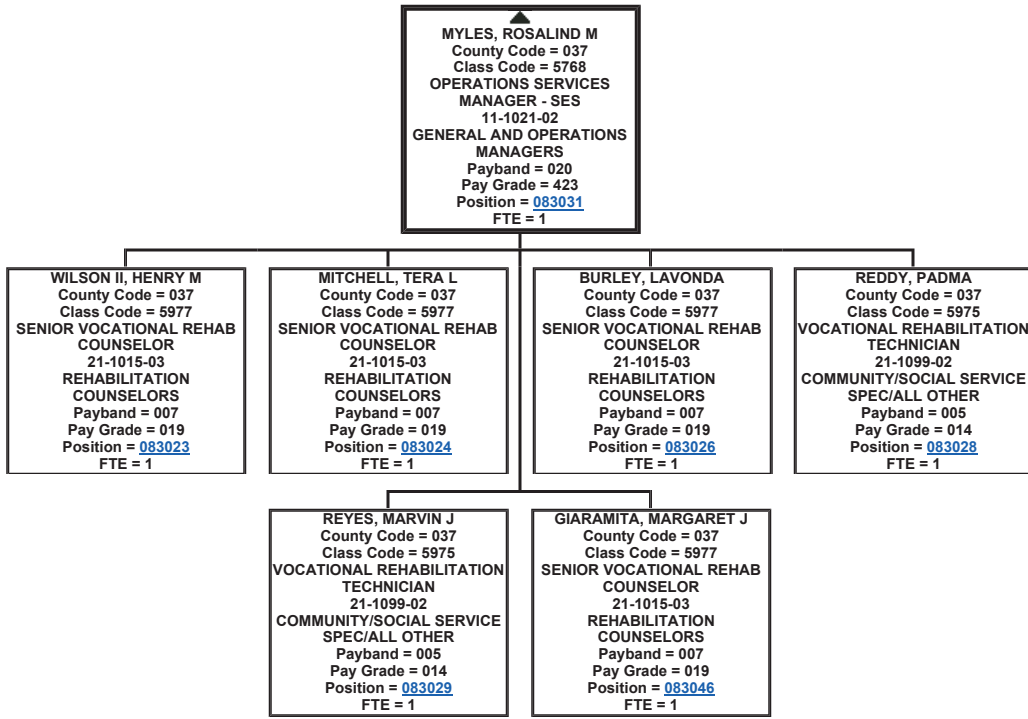 MYLES, ROSALIND M
County Code = 037
Class Code = 5768
OPERATIONS SERVICES
MANAGER - SES
11-1021-02
GENERAL AND OPERATIONS
MANAGERS
Payband = 020
Pay Grade = 423
Position = 083031
FTE = 1
WILSON II, HENRY M
County Code = 037
Class Code = 5977
SENIOR VOCATIONAL REHAB
COUNSELOR
21-1015-03
REHABILITATION
COUNSELORS
Payband = 007
Pay Grade = 019
Position = 083023
FTE = 1
MITCHELL, TERA L
County Code = 037
Class Code = 5977
SENIOR VOCATIONAL REHAB
COUNSELOR
21-1015-03
REHABILITATION
COUNSELORS
Payband = 007
Pay Grade = 019
Position = 083024
FTE = 1
BURLEY, LAVONDA
County Code = 037
Class Code = 5977
SENIOR VOCATIONAL REHAB
COUNSELOR
21-1015-03
REHABILITATION
COUNSELORS
Payband = 007
Pay Grade = 019
Position = 083026
FTE = 1
REDDY, PADMA
County Code = 037
Class Code = 5975
VOCATIONAL REHABILITATION
TECHNICIAN
21-1099-02
COMMUNITY/SOCIAL SERVICE
SPEC/ALL OTHER
Payband = 005
Pay Grade = 014
Position = 083028
FTE = 1
REYES, MARVIN J
County Code = 037
Class Code = 5975
VOCATIONAL REHABILITATION
TECHNICIAN
21-1099-02
COMMUNITY/SOCIAL SERVICE
SPEC/ALL OTHER
Payband = 005
Pay Grade = 014
Position = 083029
FTE = 1
GIARAMITA, MARGARET J
County Code = 037
Class Code = 5977
SENIOR VOCATIONAL REHAB
COUNSELOR
21-1015-03
REHABILITATION
COUNSELORS
Payband = 007
Pay Grade = 019
Position = 083046
FTE = 1